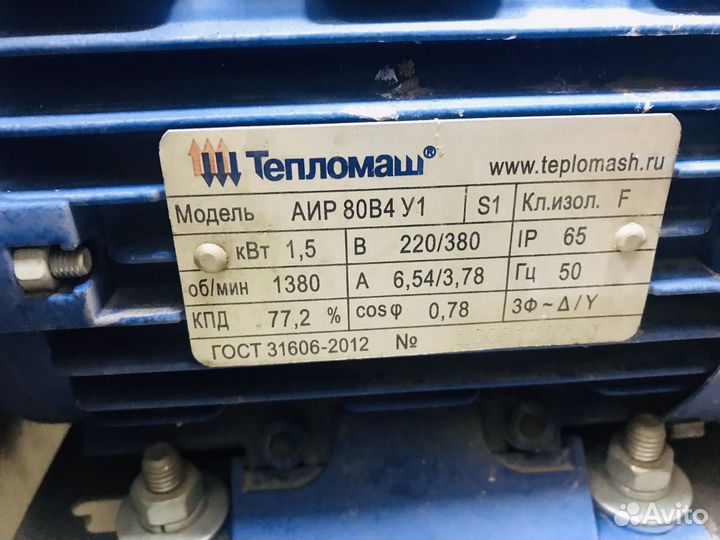 Тепломаш®
www.teplomash.ru
Модель АИР 80В4 У1 S1 Кл.изол. F
кВт 1,5 В 220/380 IP 65
об/мин 1380 А 6,54/3,78 Гц 50
КПД 77,2 % cosφ 0,78 3Ф ~ Δ / Y
ГОСТ 31606-2012 №
Avito